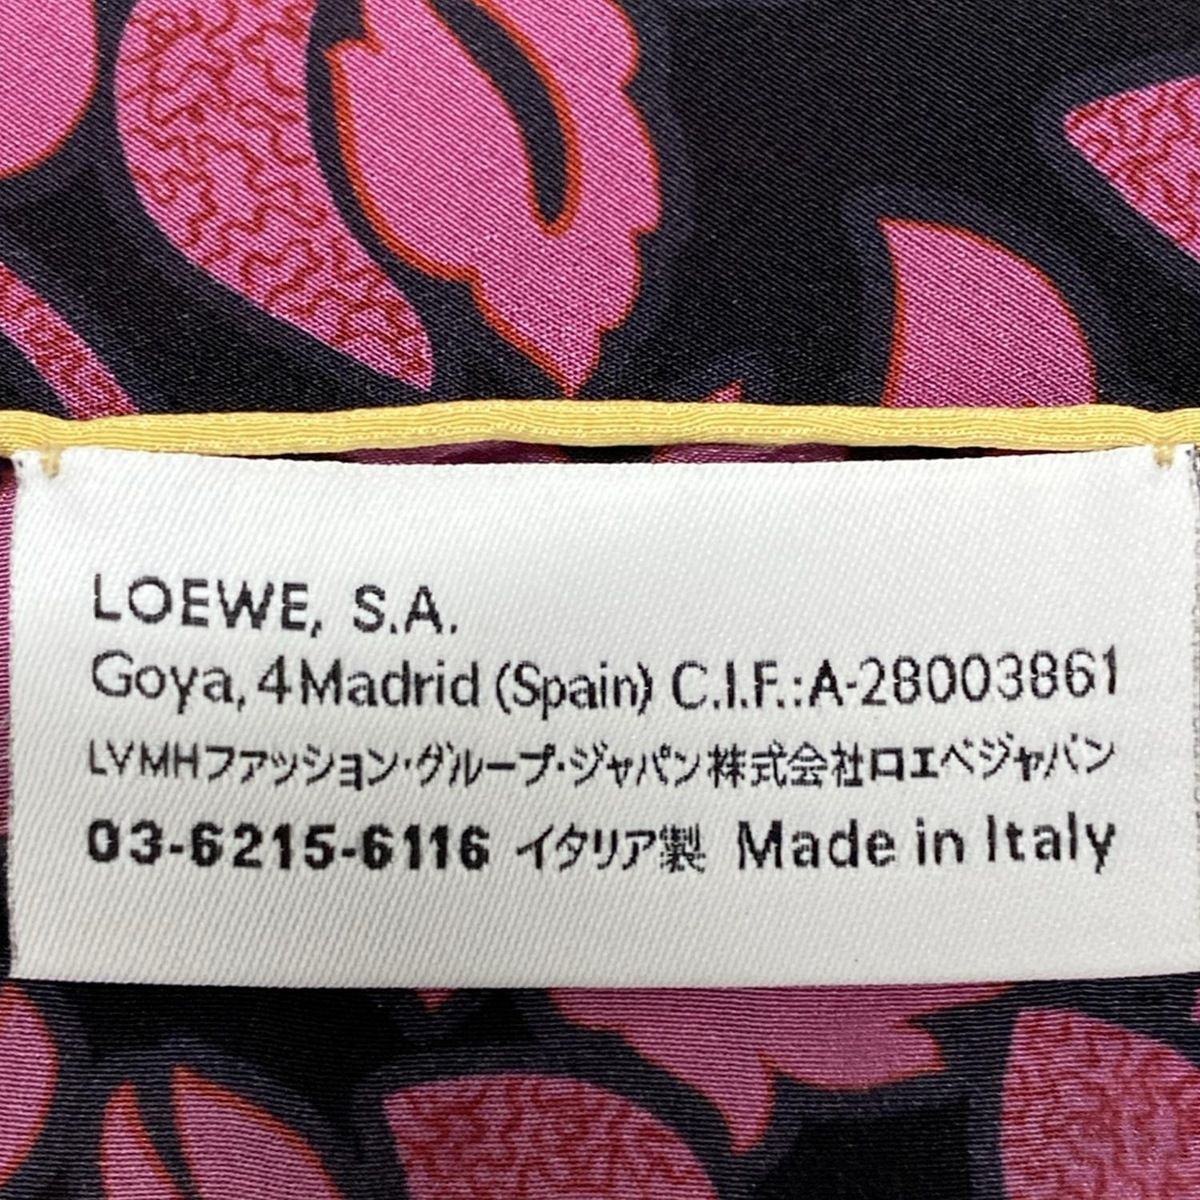 LOEWE, S.A.
Goya, 4 Madrid (Spain) C.I.F.:A-28003861
LVMHファッション・グループ・ジャパン株式会社ロエベジャパン
03-6215-6116 イタリア製 Made in Italy